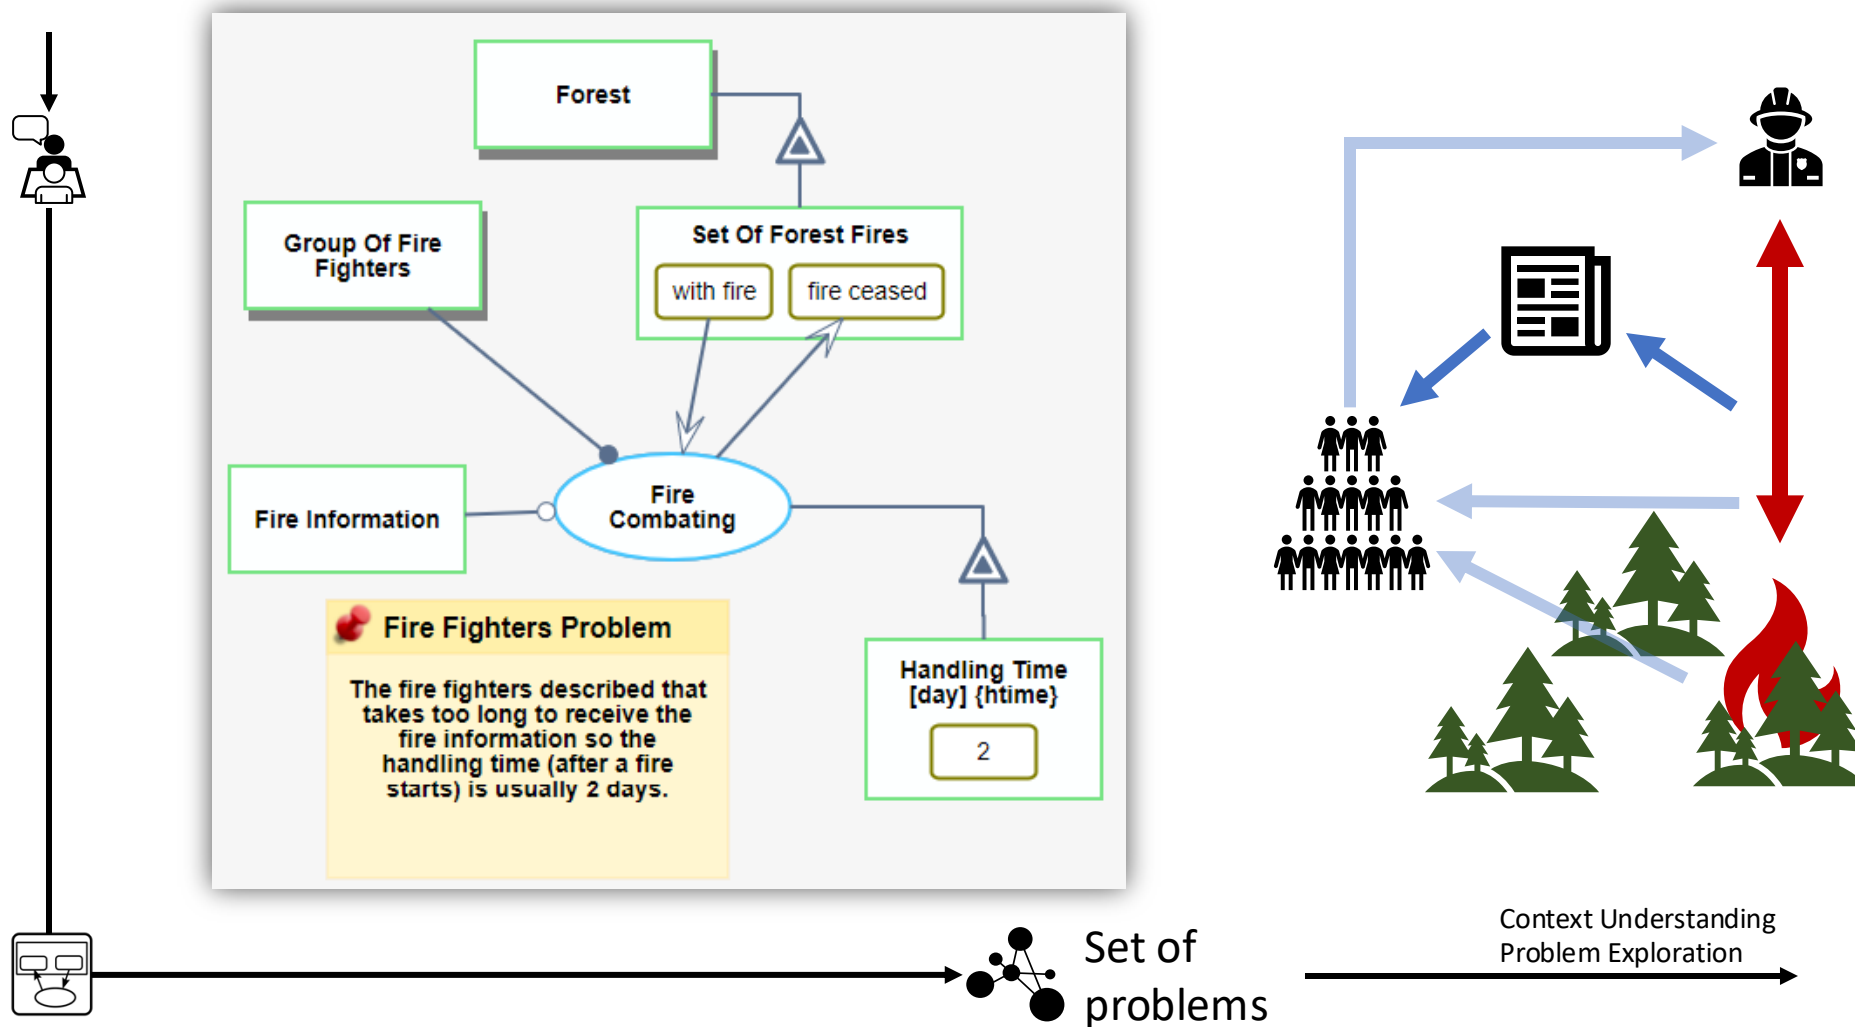 Forest
Group Of Fire
Fighters
Set Of Forest Fires
with fire
fire ceased
Fire Information
Fire
Combating
Fire Fighters Problem
The fire fighters described that
takes too long to receive the
fire information so the
handling time (after a fire
starts) is usually 2 days.
Handling Time
[day] {htime}
2
Set of
problems
Context Understanding
Problem Exploration